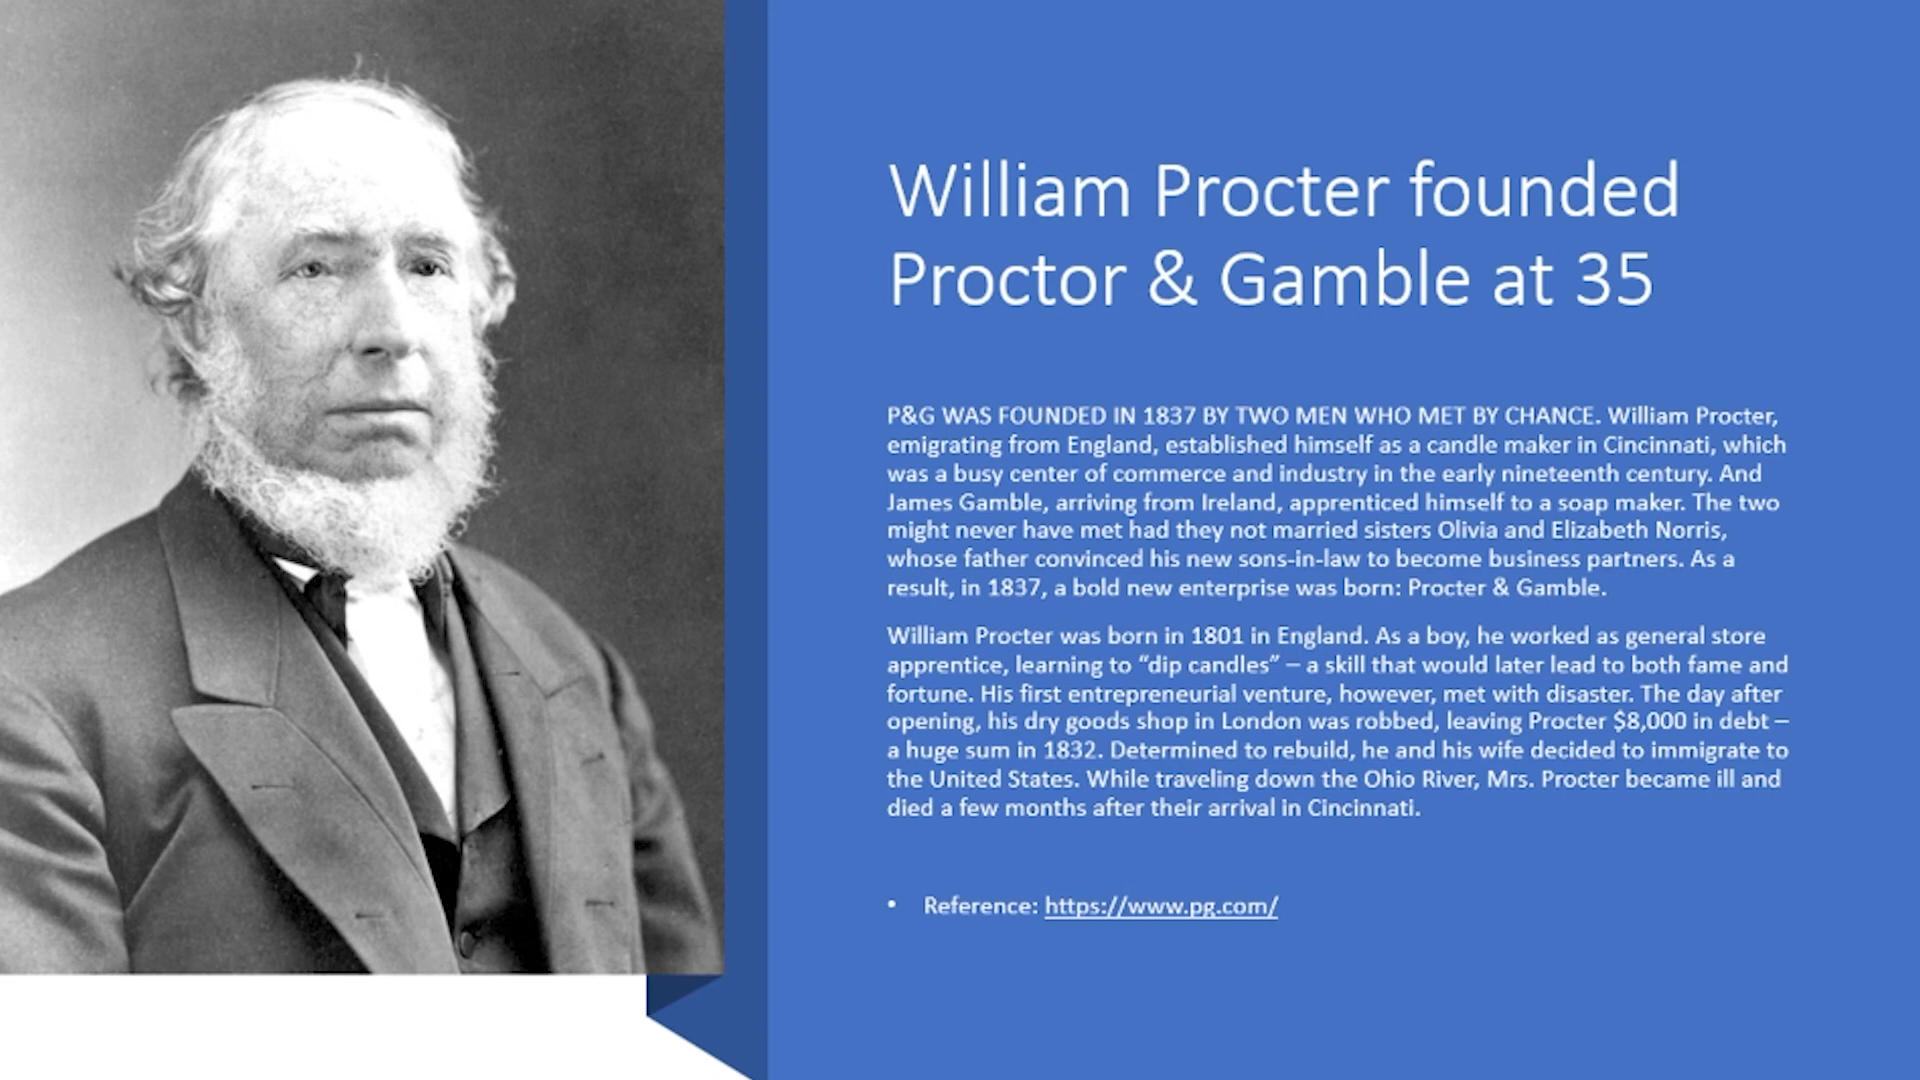 William Procter founded
Proctor & Gamble at 35
P&G WAS FOUNDED IN 1837 BY TWO MEN WHO MET BY CHANCE. William Procter,
emigrating from England, established himself as a candle maker in Cincinnati, which
was a busy center of commerce and industry in the early nineteenth century. And
James Gamble, arriving from Ireland, apprenticed himself to a soap maker. The two
might never have met had they not married sisters Olivia and Elizabeth Norris,
whose father convinced his new sons-in-law to become business partners. As a
result, in 1837, a bold new enterprise was born: Procter & Gamble.
William Procter was born in 1801 in England. As a boy, he worked as general store
apprentice, learning to “dip candles” – a skill that would later lead to both fame and
fortune. His first entrepreneurial venture, however, met with disaster. The day after
opening, his dry goods shop in London was robbed, leaving Procter $8,000 in debt –
a huge sum in 1832. Determined to rebuild, he and his wife decided to immigrate to
the United States. While traveling down the Ohio River, Mrs. Procter became ill and
died a few months after their arrival in Cincinnati.
• Reference: https://www.pg.com/